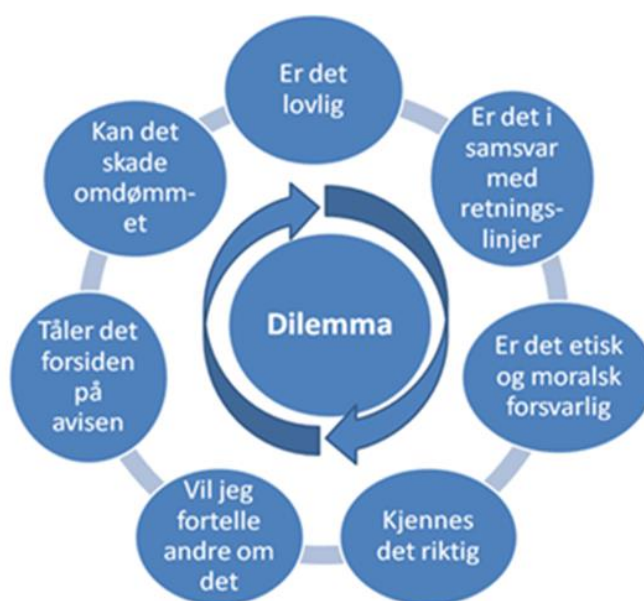 Er det
lovlig
Er det i
samsvar
med
retnings-
linjer
Er det etisk
og moralsk
forsvarlig
Kjennes
det riktig
Vil jeg
fortelle
andre om
det
Tåler det
forsiden
på
avisen
Kan det
skade
omdømm-
et
Dilemma